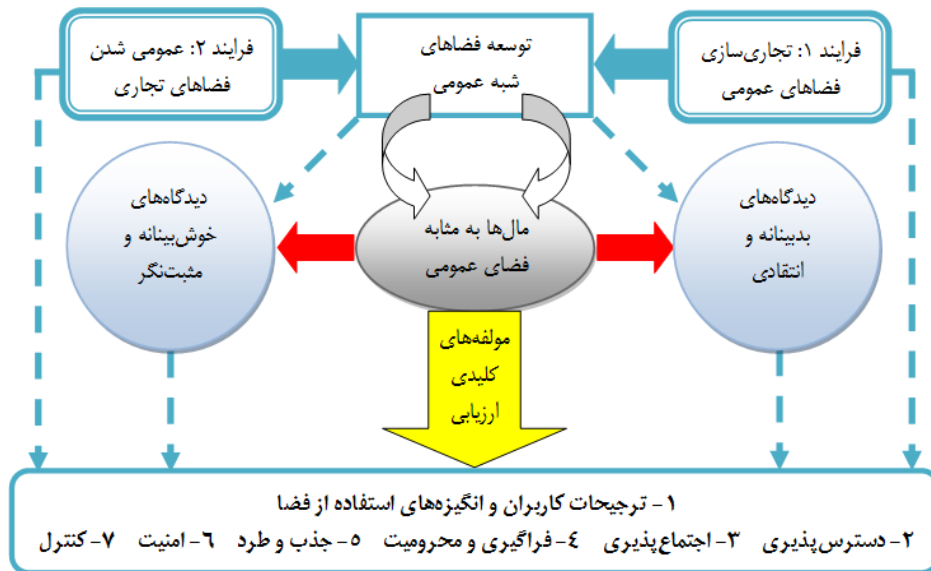 فرایند ۱: تجاری‌سازی
فضاهای عمومی
توسعه فضاهای
شبه عمومی
فرایند ۲: عمومی شدن
فضاهای تجاری
دیدگاه‌های
بدبینانه و
انتقادی
مال‌ها به مثابه
فضای عمومی
دیدگاه‌های
خوش‌بینانه و
مثبت‌نگر
مولفه‌های
کلیدی
ارزیابی
۱- ترجیحات کاربران و انگیزه‌های استفاده از فضا
۲- دسترس‌پذیری ۳- اجتماع‌پذیری ۴- فراگیری و محرومیت ۵- جذب و طرد ۶- امنیت ۷- کنترل